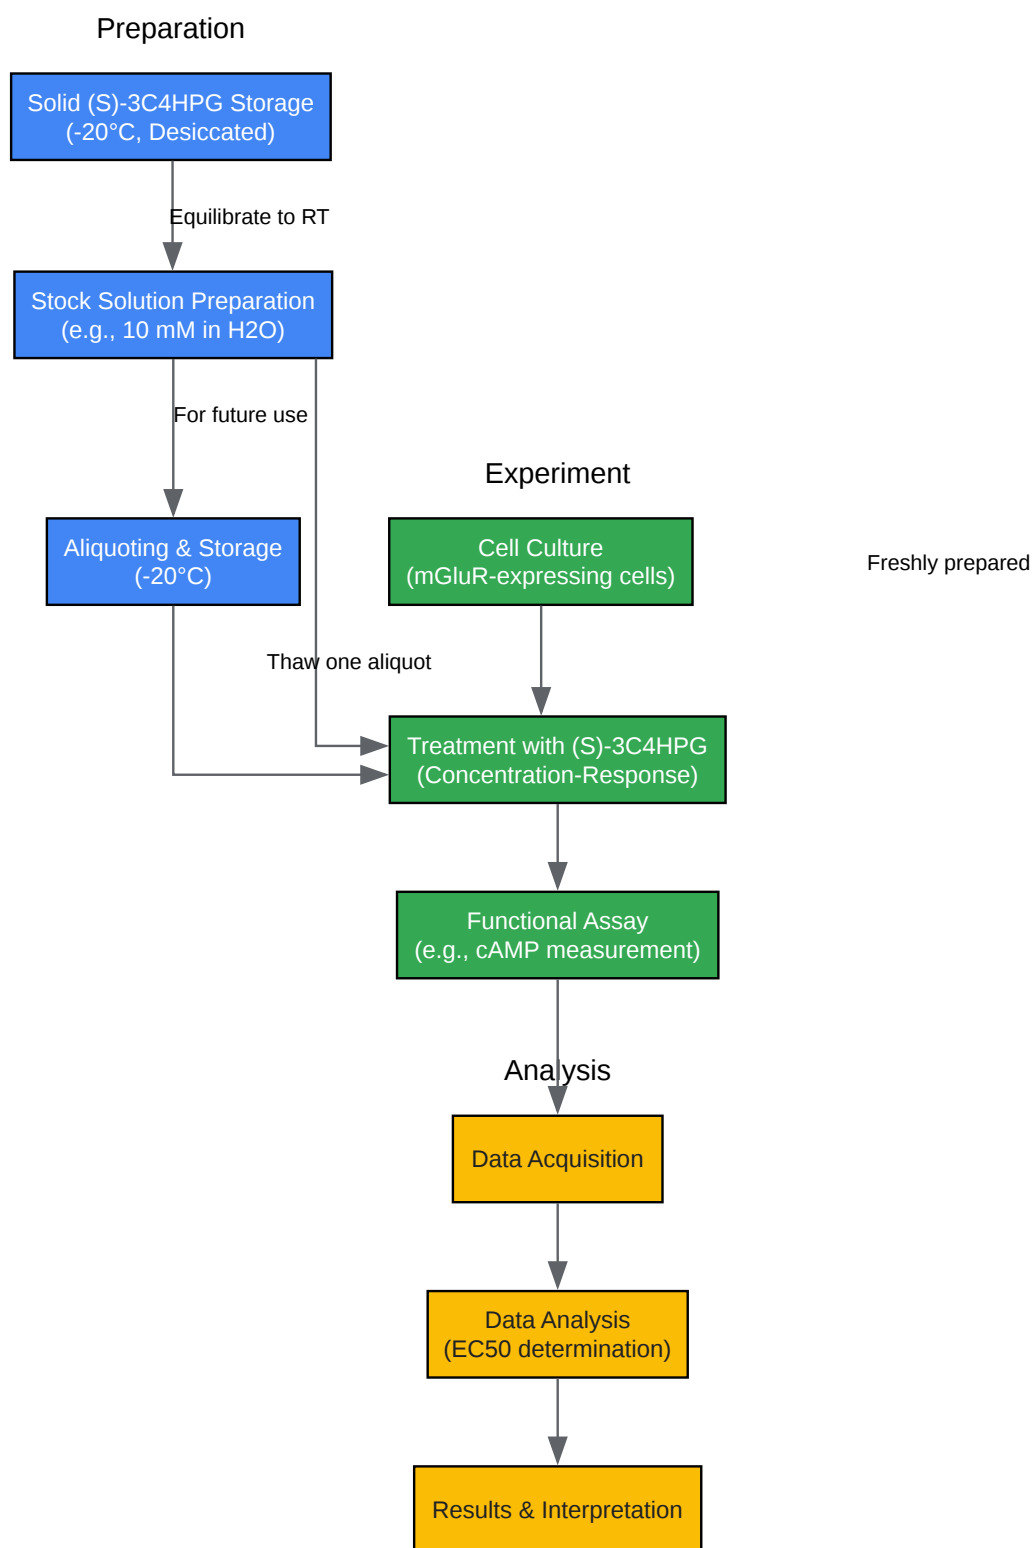 Preparation
Solid (S)-3C4HPG Storage
(-20°C, Desiccated)
Equilibrate to RT
Stock Solution Preparation
(e.g., 10 mM in H2O)
For future use
Experiment
Aliquoting & Storage
(-20°C)
Cell Culture
(mGluR-expressing cells)
Freshly prepared
Thaw one aliquot
Treatment with (S)-3C4HPG
(Concentration-Response)
Functional Assay
(e.g., cAMP measurement)
Analysis
Data Acquisition
Data Analysis
(EC50 determination)
Results & Interpretation